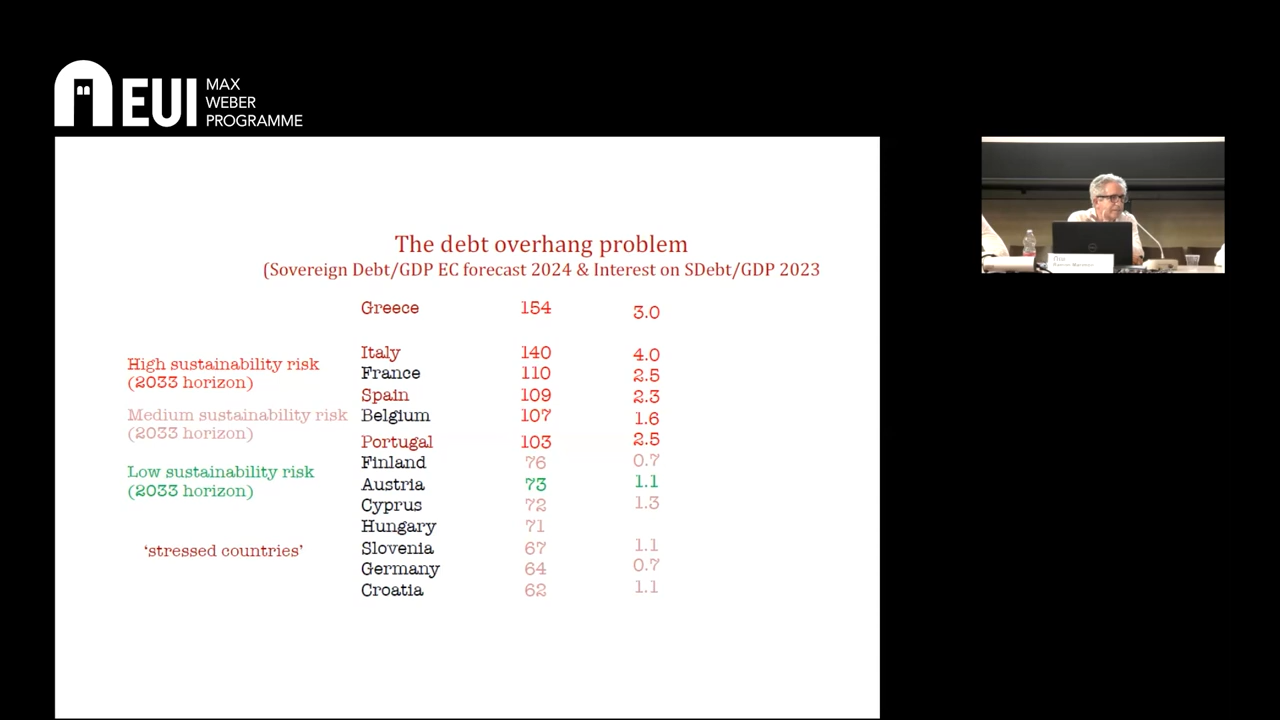 EUI
MAX
WEBER
PROGRAMME
The debt overhang problem
(Sovereign Debt/GDP EC forecast 2024 & Interest on SDebt/GDP 2023
Greece 154 3.0
Italy 140 4.0
High sustainability risk
(2033 horizon)
France 110 2.5
Spain 109 2.3
Medium sustainability risk
(2033 horizon)
Belgium 107 1.6
Portugal 103 2.5
Finland 76 0.7
Low sustainability risk
(2033 horizon)
Austria 73 1.1
Cyprus 72 1.3
Hungary 71
'stressed countries'
Slovenia 67 1.1
Germany 64 0.7
Croatia 62 1.1